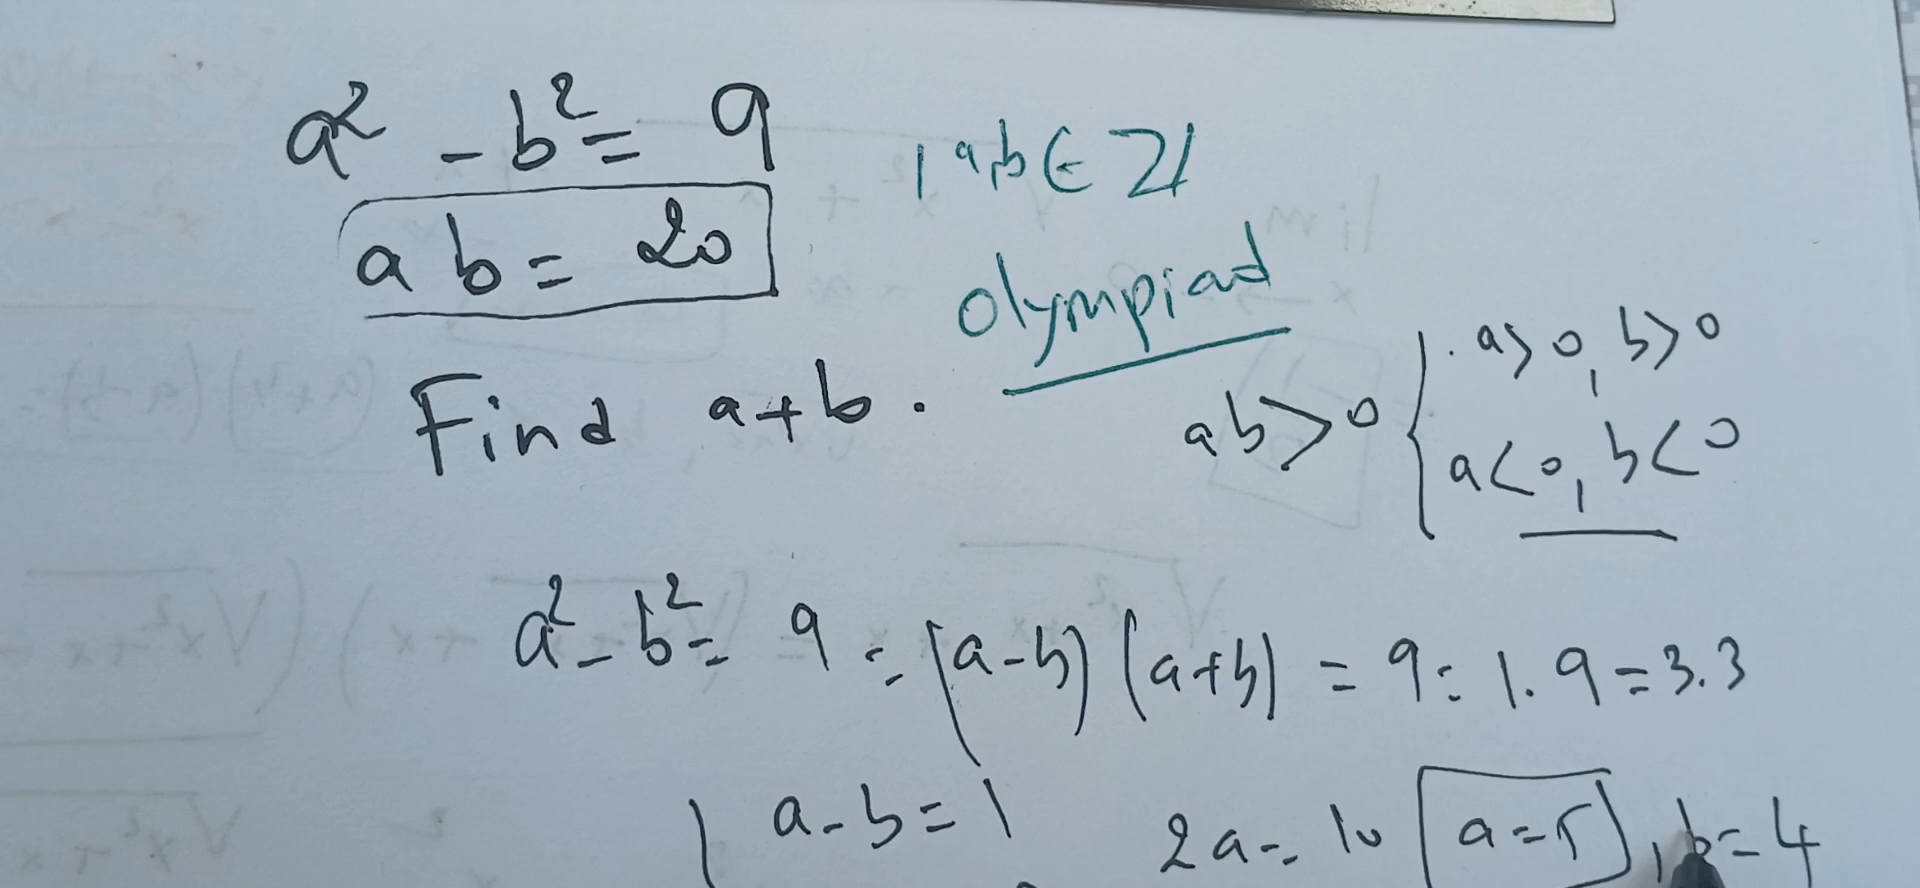 a² - b² = 9 , a,b ∈ ℤ
ab = 20
Olympiad
Find a+b.
ab > 0 { a>0, b>0
a<0, b<0
a² - b² = 9 = (a-b)(a+b) = 9 = 1.9 = 3.3
a-b=1 2a=10 a=5, b=4